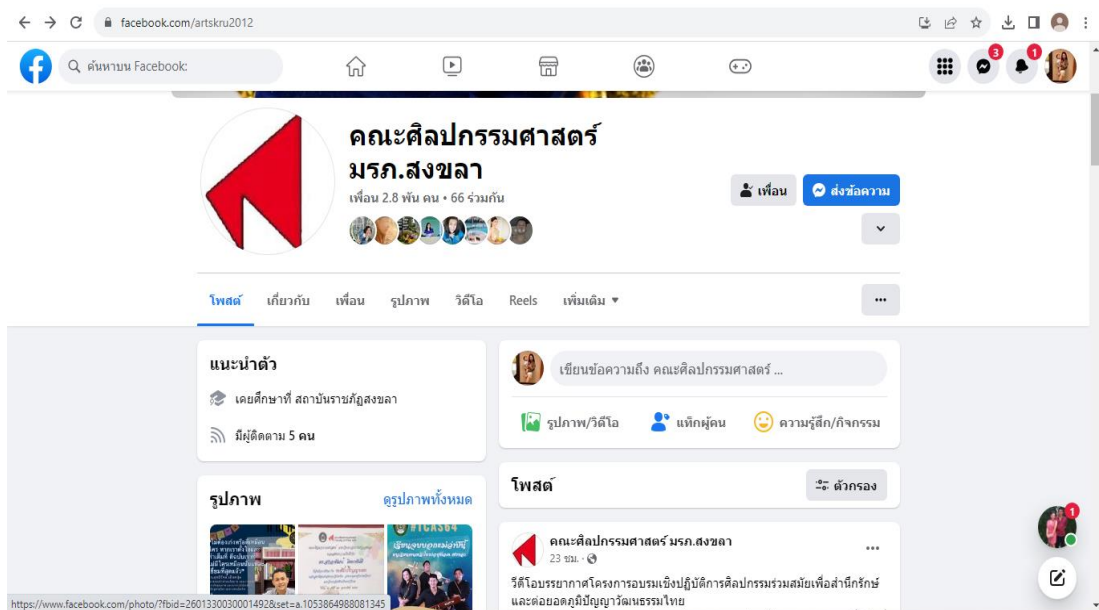 facebook.com/artskru2012
ค้นหาบน Facebook:
3
1
คณะศิลปกรรมศาสตร์
มรภ.สงขลา
เพื่อน 2.8 พัน คน • 66 ร่วมกัน
เพื่อน
ส่งข้อความ
โพสต์ เกี่ยวกับ เพื่อน รูปภาพ วิดีโอ Reels เพิ่มเติม
แนะนำตัว
เคยศึกษาที่ สถาบันราชภัฏสงขลา
มีผู้ติดตาม 5 คน
รูปภาพ ดูรูปภาพทั้งหมด
#TCAS64
เขียนข้อความถึง คณะศิลปกรรมศาสตร์ ...
รูปภาพ/วิดีโอ แท็กผู้คน ความรู้สึก/กิจกรรม
โพสต์ ตัวกรอง
คณะศิลปกรรมศาสตร์ มรภ.สงขลา
23 ชม. ·
วีดีโอบรรยากาศโครงการอบรมเชิงปฏิบัติการศิลปกรรมร่วมสมัยเพื่อสำนึกรักษ์
และต่อยอดภูมิปัญญาวัฒนธรรมไทย
1
https://www.facebook.com/photo/?fbid=260133003000014928&set=a.1053864988081345